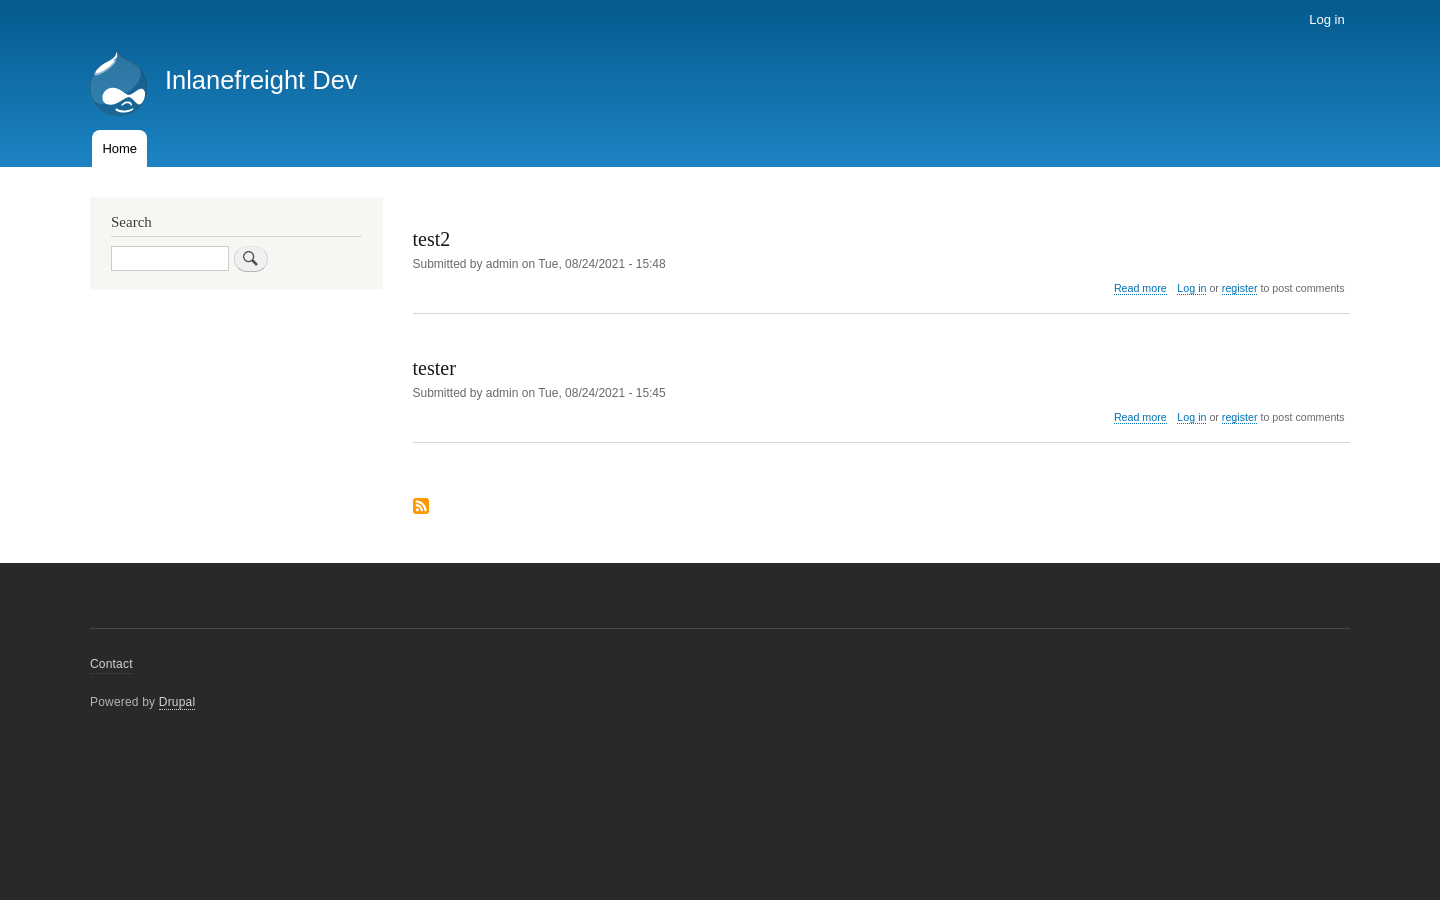 Log in
Inlanefreight Dev
Home
Search
test2
Submitted by admin on Tue, 08/24/2021 - 15:48
Read more Log in or register to post comments
tester
Submitted by admin on Tue, 08/24/2021 - 15:45
Read more Log in or register to post comments
Contact
Powered by Drupal